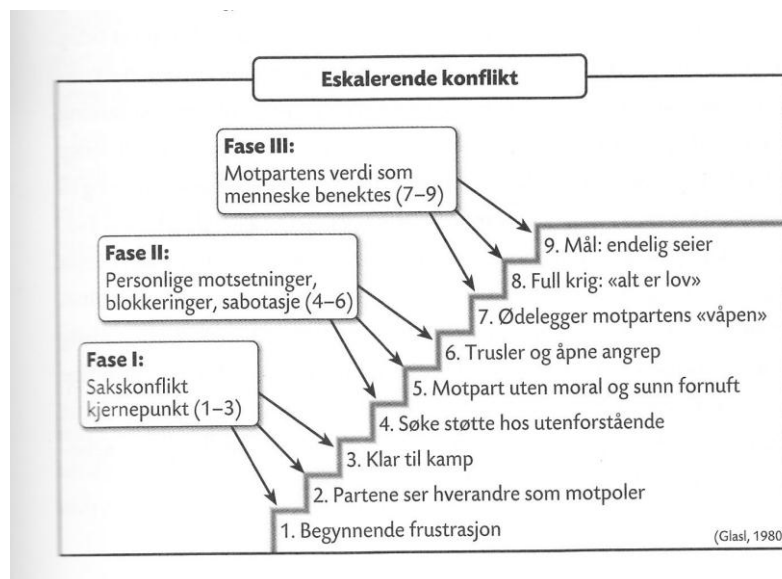 Eskalerende konflikt
Fase III:
Motpartens verdi som
menneske benektes (7–9)
Fase II:
Personlige motsetninger,
blokkeringer, sabotasje (4–6)
Fase I:
Sakskonflikt
kjernepunkt (1–3)
9. Mål: endelig seier
8. Full krig: «alt er lov»
7. Ødelegger motpartens «våpen»
6. Trusler og åpne angrep
5. Motpart uten moral og sunn fornuft
4. Søke støtte hos utenforstående
3. Klar til kamp
2. Partene ser hverandre som motpoler
1. Begynnende frustrasjon
(Glasl, 1980